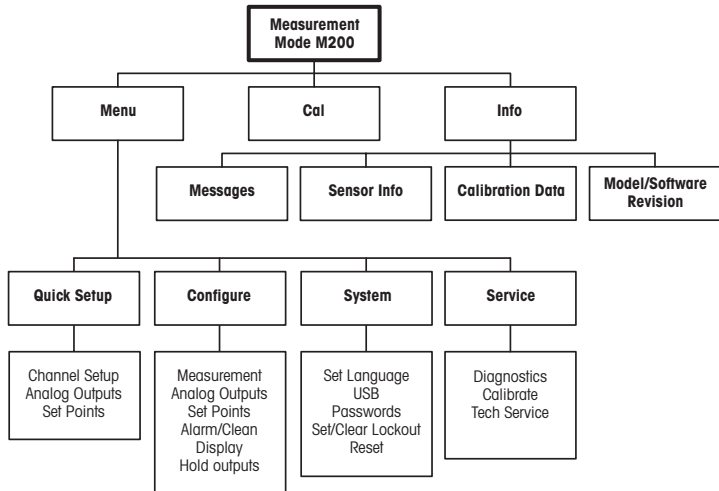 Measurement
Mode M200
Menu
Cal
Info
Messages
Sensor Info
Calibration Data
Model/Software
Revision
Quick Setup
Configure
System
Service
Channel Setup
Analog Outputs
Set Points
Measurement
Analog Outputs
Set Points
Alarm/Clean
Display
Hold outputs
Set Language
USB
Passwords
Set/Clear Lockout
Reset
Diagnostics
Calibrate
Tech Service